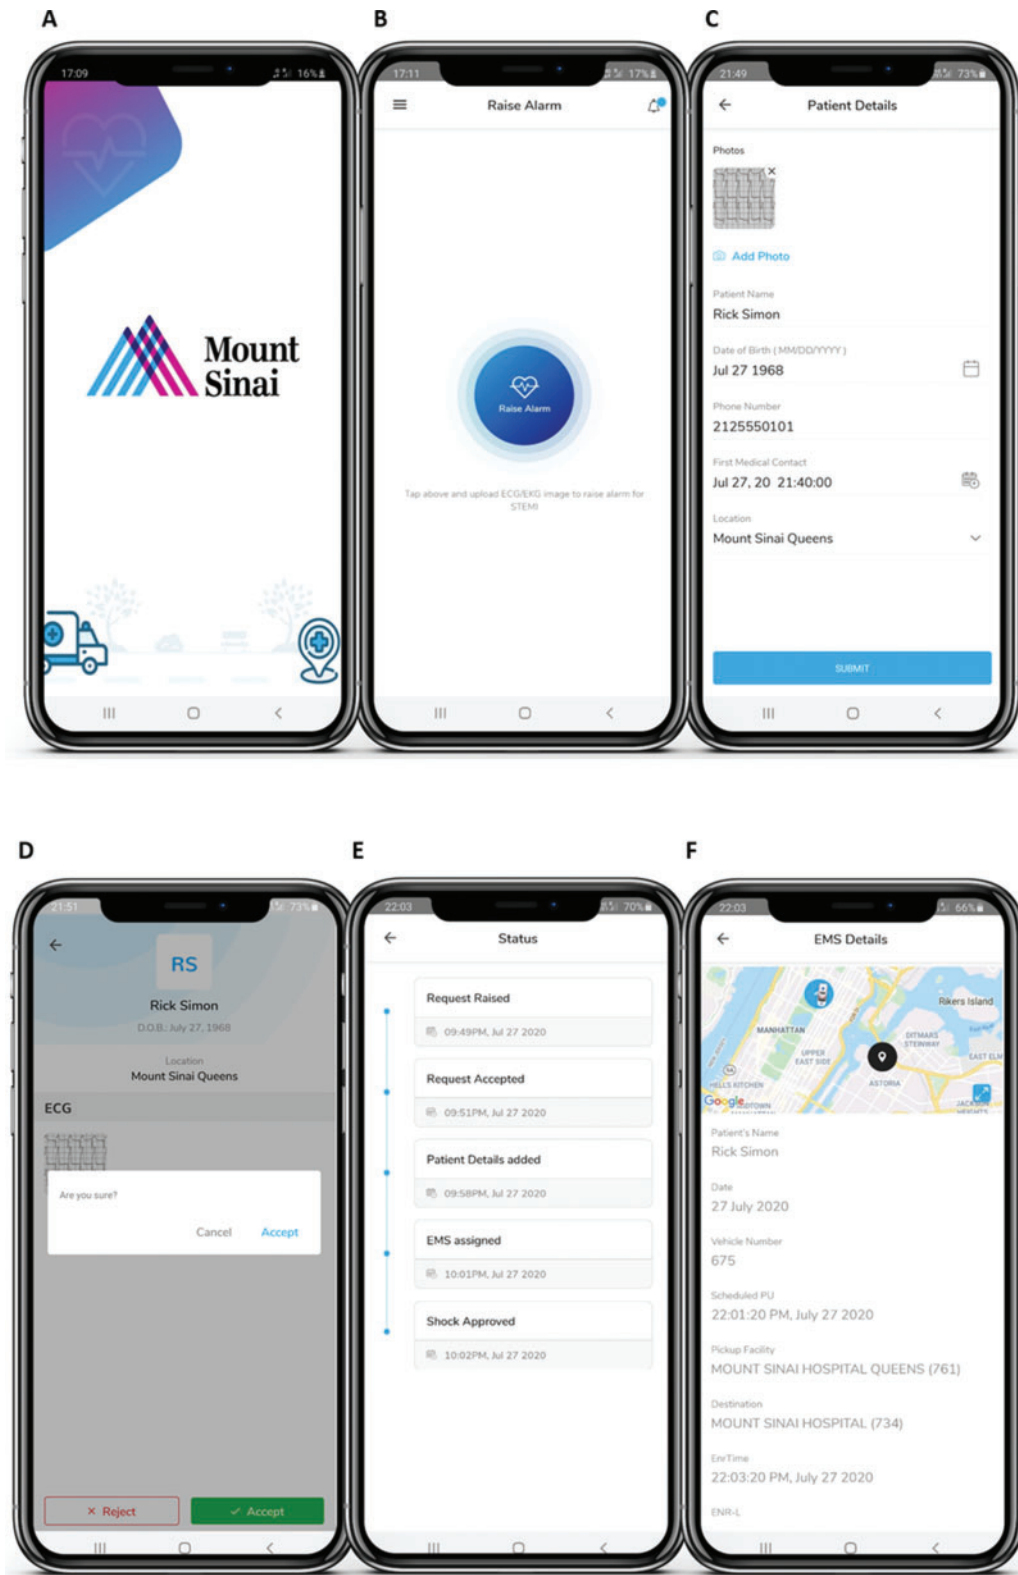 A
B
C
17:09
16%
17:11
17%
21:49
73%
Raise Alarm
Patient Details
Photos
Add Photo
Patient Name
Rick Simon
Date of Birth ( MM/DD/YYYY )
Jul 27 1968
Phone Number
2125550101
First Medical Contact
Jul 27, 20 21:40:00
Location
Mount Sinai Queens
SUBMIT
Mount
Sinai
Raise Alarm
Tap above and upload ECG/EKG image to raise alarm for
STEMI
D
E
F
21:51
73%
RS
Rick Simon
D.O.B.: July 27, 1968
Location
Mount Sinai Queens
ECG
Are you sure?
Cancel Accept
Reject
Accept
22:03
70%
Status
Request Raised
09:49PM, Jul 27 2020
Request Accepted
09:51PM, Jul 27 2020
Patient Details added
09:58PM, Jul 27 2020
EMS assigned
10:01PM, Jul 27 2020
Shock Approved
10:02PM, Jul 27 2020
22:03
66%
EMS Details
Rikers Island
MANHATTAN
UPPER
EAST SIDE
DITMARS
STEINWAY
EAST ELM
ASTORIA
HELLS KITCHEN
Google
Patient's Name
Rick Simon
Date
27 July 2020
Vehicle Number
675
Scheduled PU
22:01:20 PM, July 27 2020
Pickup Facility
MOUNT SINAI HOSPITAL QUEENS (761)
Destination
MOUNT SINAI HOSPITAL (734)
EnrTime
22:03:20 PM, July 27 2020
ENR-L